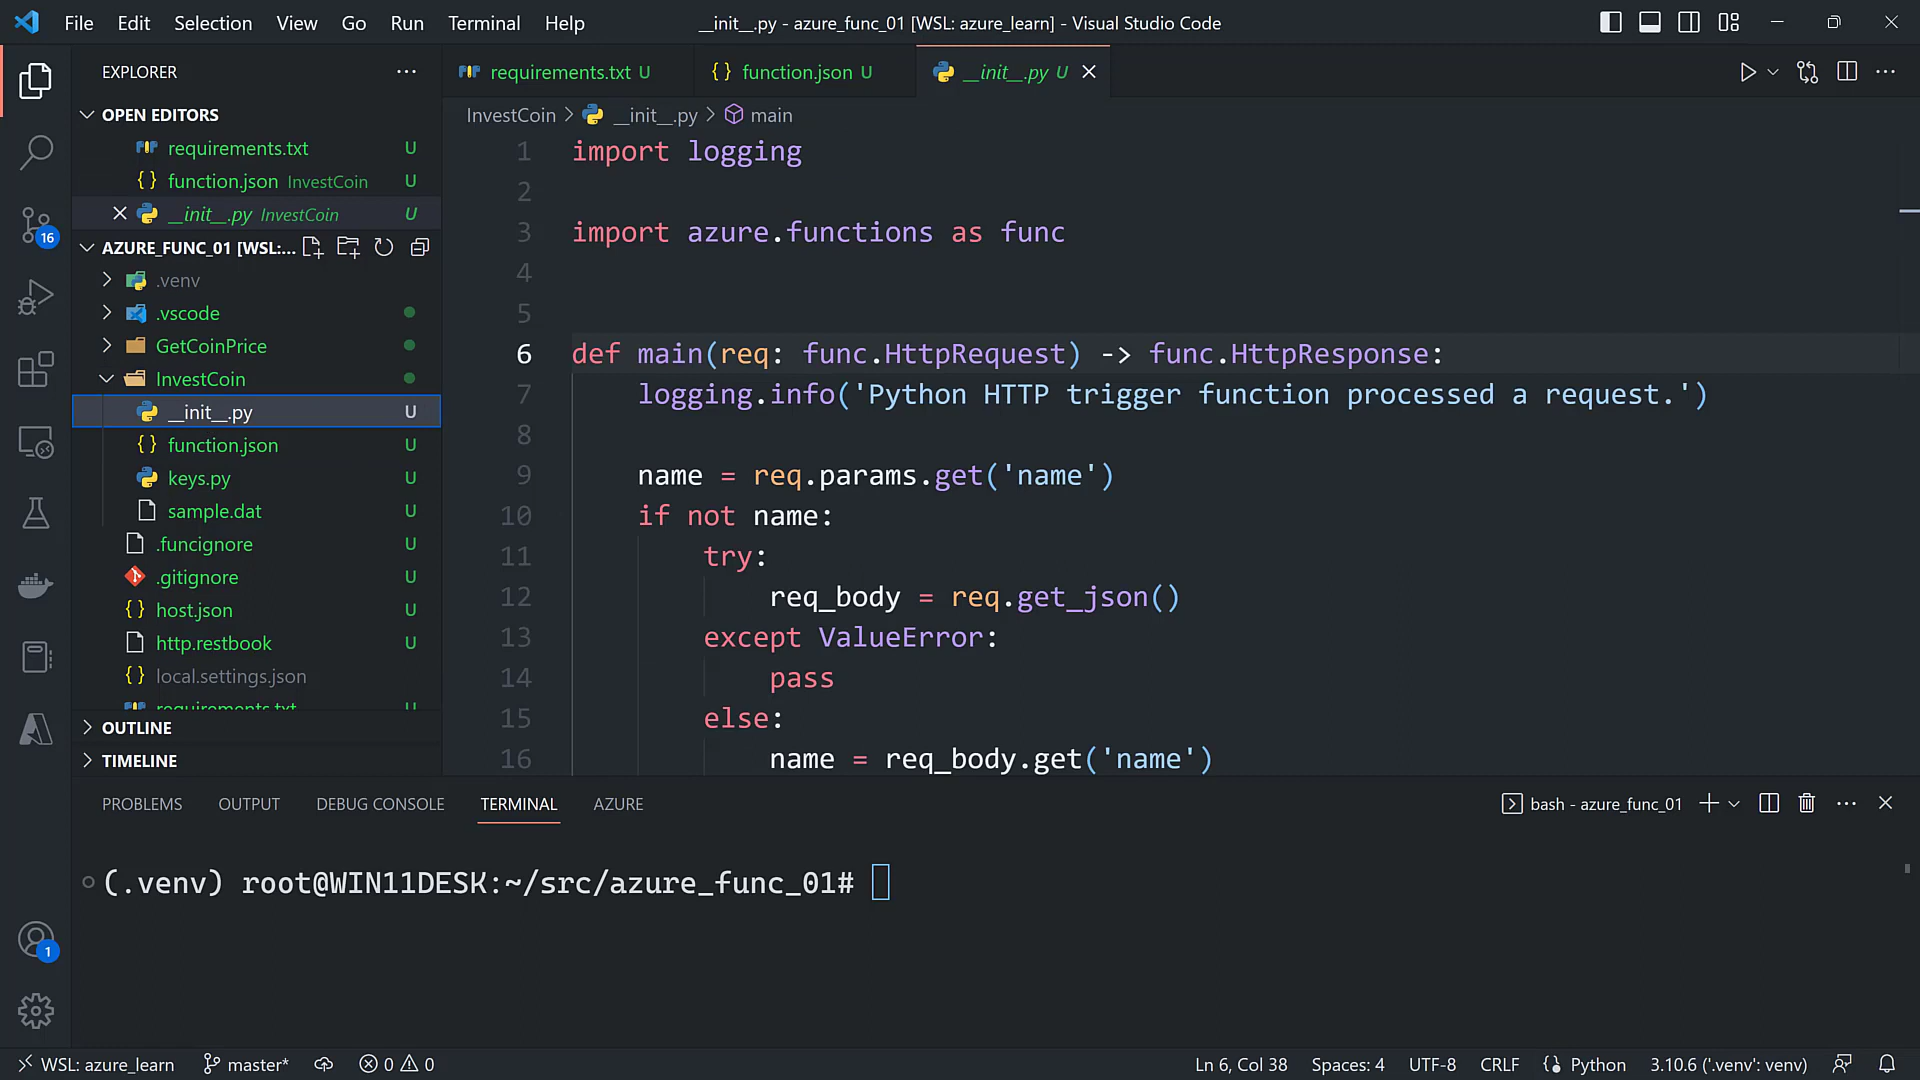 File Edit Selection View Go Run Terminal Help
__init__.py - azure_func_01 [WSL: azure_learn] - Visual Studio Code
EXPLORER
OPEN EDITORS
requirements.txt U
function.json InvestCoin U
__init__.py InvestCoin U
16
AZURE_FUNC_01 [WSL:...
.venv
.vscode
GetCoinPrice
InvestCoin
__init__.py U
function.json U
keys.py U
sample.dat U
.funcignore U
.gitignore U
host.json U
http.restbook U
local.settings.json
requirements.txt U
OUTLINE
TIMELINE
requirements.txt U
function.json U
__init__.py U
InvestCoin > __init__.py > main
1 import logging
2
3 import azure.functions as func
4
5
6 def main(req: func.HttpRequest) -> func.HttpResponse:
7 logging.info('Python HTTP trigger function processed a request.')
8
9 name = req.params.get('name')
10 if not name:
11 try:
12 req_body = req.get_json()
13 except ValueError:
14 pass
15 else:
16 name = req_body.get('name')
PROBLEMS OUTPUT DEBUG CONSOLE TERMINAL AZURE
bash - azure_func_01
(.venv) root@WIN11DESK:~/src/azure_func_01#
1
WSL: azure_learn master* 0 0
Ln 6, Col 38 Spaces: 4 UTF-8 CRLF Python 3.10.6 ('.venv': venv)